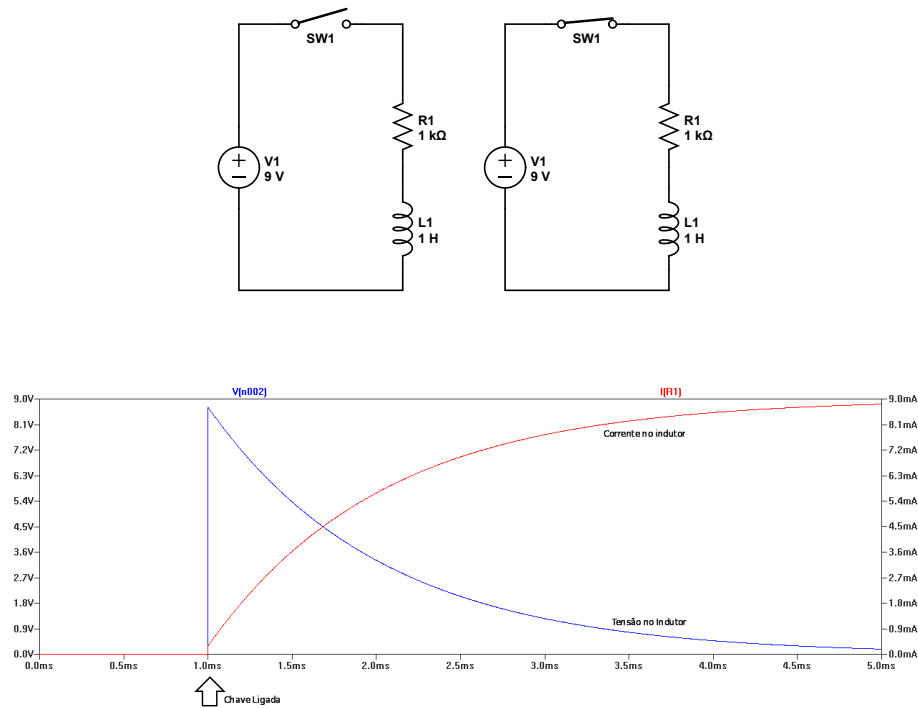 SW1
R1
1 kΩ
V1
9 V
L1
1 H
SW1
R1
1 kΩ
V1
9 V
L1
1 H
V(n002)
I(R1)
9.0V
8.1V
7.2V
6.3V
5.4V
4.5V
3.6V
2.7V
1.8V
0.9V
0.0V
9.0mA
8.1mA
7.2mA
6.3mA
5.4mA
4.5mA
3.6mA
2.7mA
1.8mA
0.9mA
0.0mA
Corrente no indutor
Tensão no Indutor
0.0ms 0.5ms 1.0ms 1.5ms 2.0ms 2.5ms 3.0ms 3.5ms 4.0ms 4.5ms 5.0ms
Chave Ligada